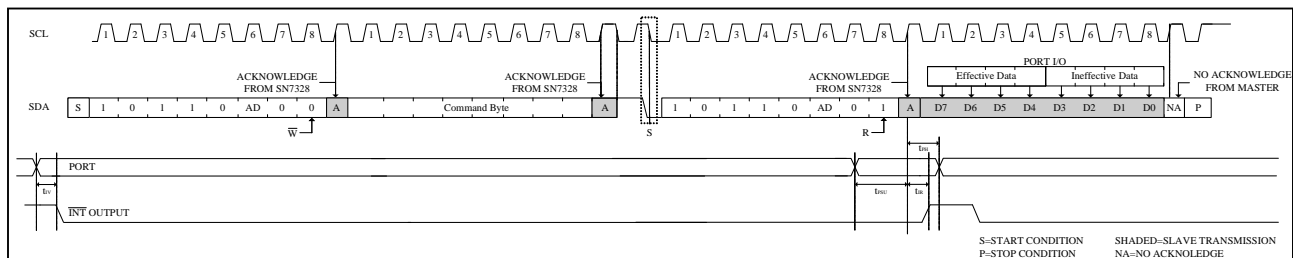 SCL 1 2 3 4 5 6 7 8 1 2 3 4 5 6 7 8 1 2 3 4 5 6 7 8 1 2 3 4 5 6 7 8
PORT I/O
ACKNOWLEDGE
FROM SN7328
ACKNOWLEDGE
FROM SN7328
ACKNOWLEDGE
FROM SN7328
Effective Data Ineffective Data
NO ACKNOWLEDGE
FROM MASTER
SDA S 1 0 1 1 0 AD 0 0 A Command Byte A 1 0 1 1 0 AD 0 1 A D7 D6 D5 D4 D3 D2 D1 D0 NA P
W S R
tPH
PORT
tIV tPSU tIR
INT OUTPUT
S=START CONDITION SHADED=SLAVE TRANSMISSION
P=STOP CONDITION NA=NO ACKNOLEDGE